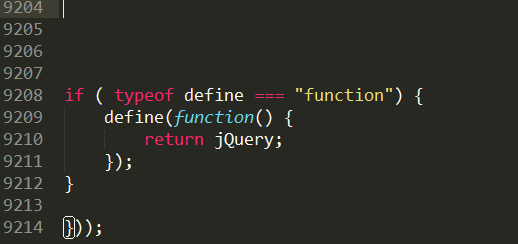 9204
9205
9206
9207
9208 if ( typeof define === "function") {
9209     define(function() {
9210         return jQuery;
9211     });
9212 }
9213
9214 }));